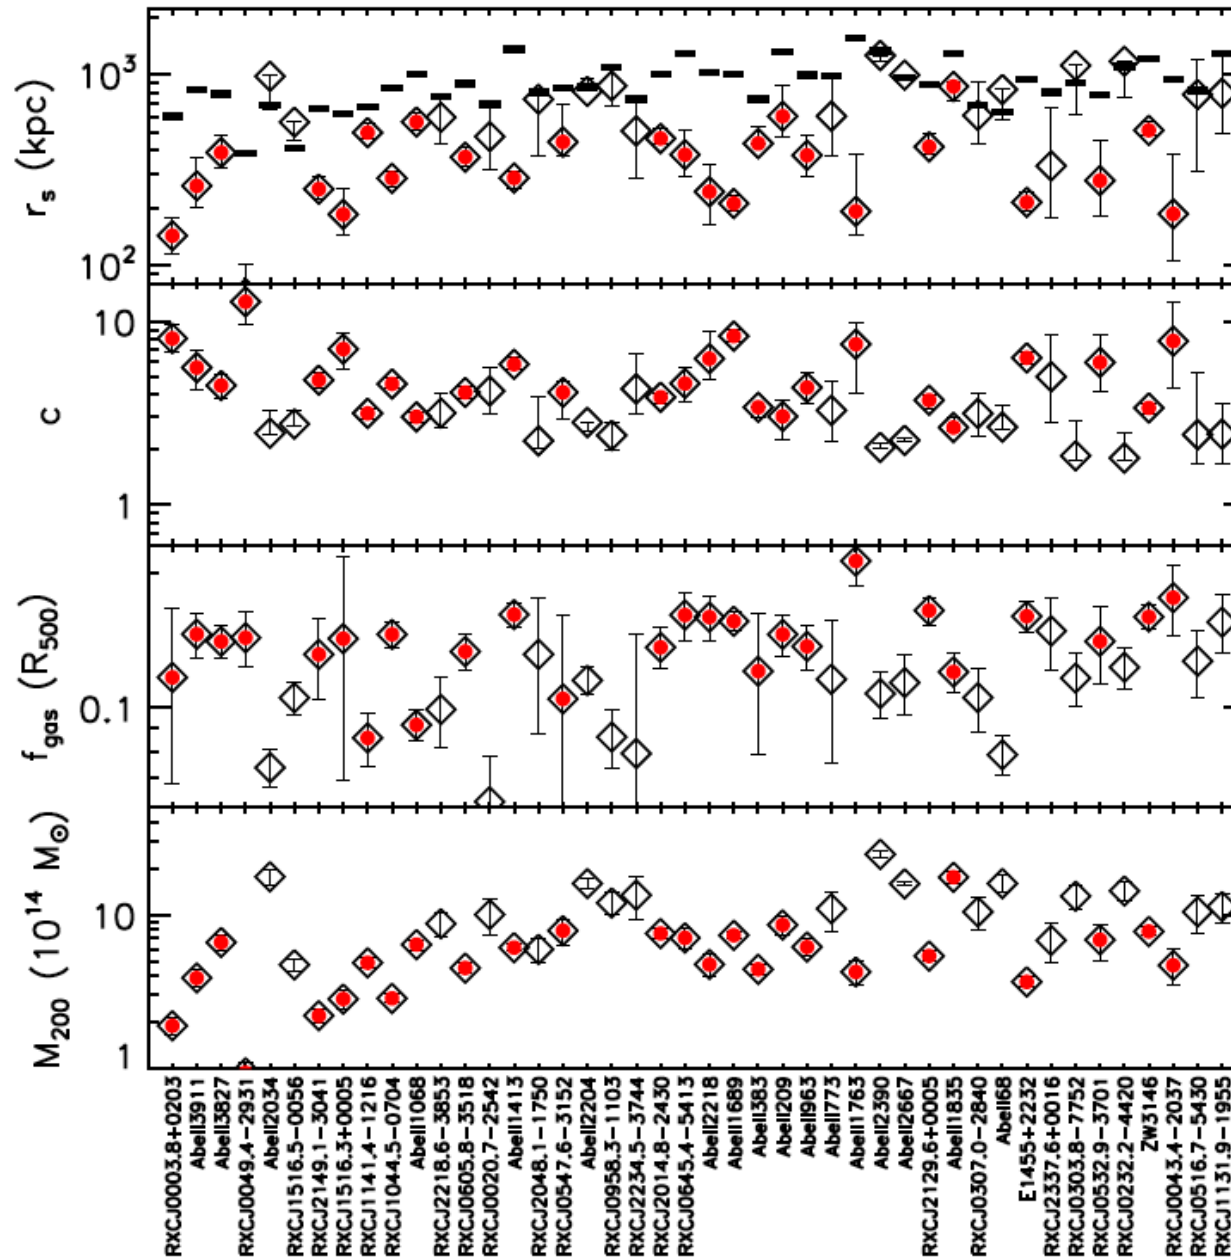 r_s (kpc)
10^3
10^2
c
10
1
f_gas (R_500)
0.1
M_200 (10^14 M_⊙)
10
1
RXCJ0003.8+0203
Abell3911
Abell3827
RXCJ0049.4-2931
Abell2034
RXCJ1516.5-0056
RXCJ2149.1-3041
RXCJ1516.3+0005
RXCJ1141.4-1216
RXCJ1044.5-0704
Abell1068
RXCJ2218.6-3853
RXCJ0605.8-3518
RXCJ0020.7-2542
Abell1413
RXCJ2048.1-1750
RXCJ0547.6-3152
Abell2204
RXCJ0958.3-1103
RXCJ2234.5-3744
RXCJ2014.8-2430
RXCJ0645.4-5413
Abell2218
Abell1689
Abell383
Abell209
Abell963
Abell773
Abell1763
Abell2390
Abell2667
RXCJ2129.6+0005
Abell1835
RXCJ0307.0-2840
Abell68
E1455+2232
RXCJ2337.6+0016
RXCJ0303.8-7752
RXCJ0532.9-3701
RXCJ0232.2-4420
ZW3146
RXCJ0043.4-2037
RXCJ0516.7-5430
RXCJ1131.9-1955